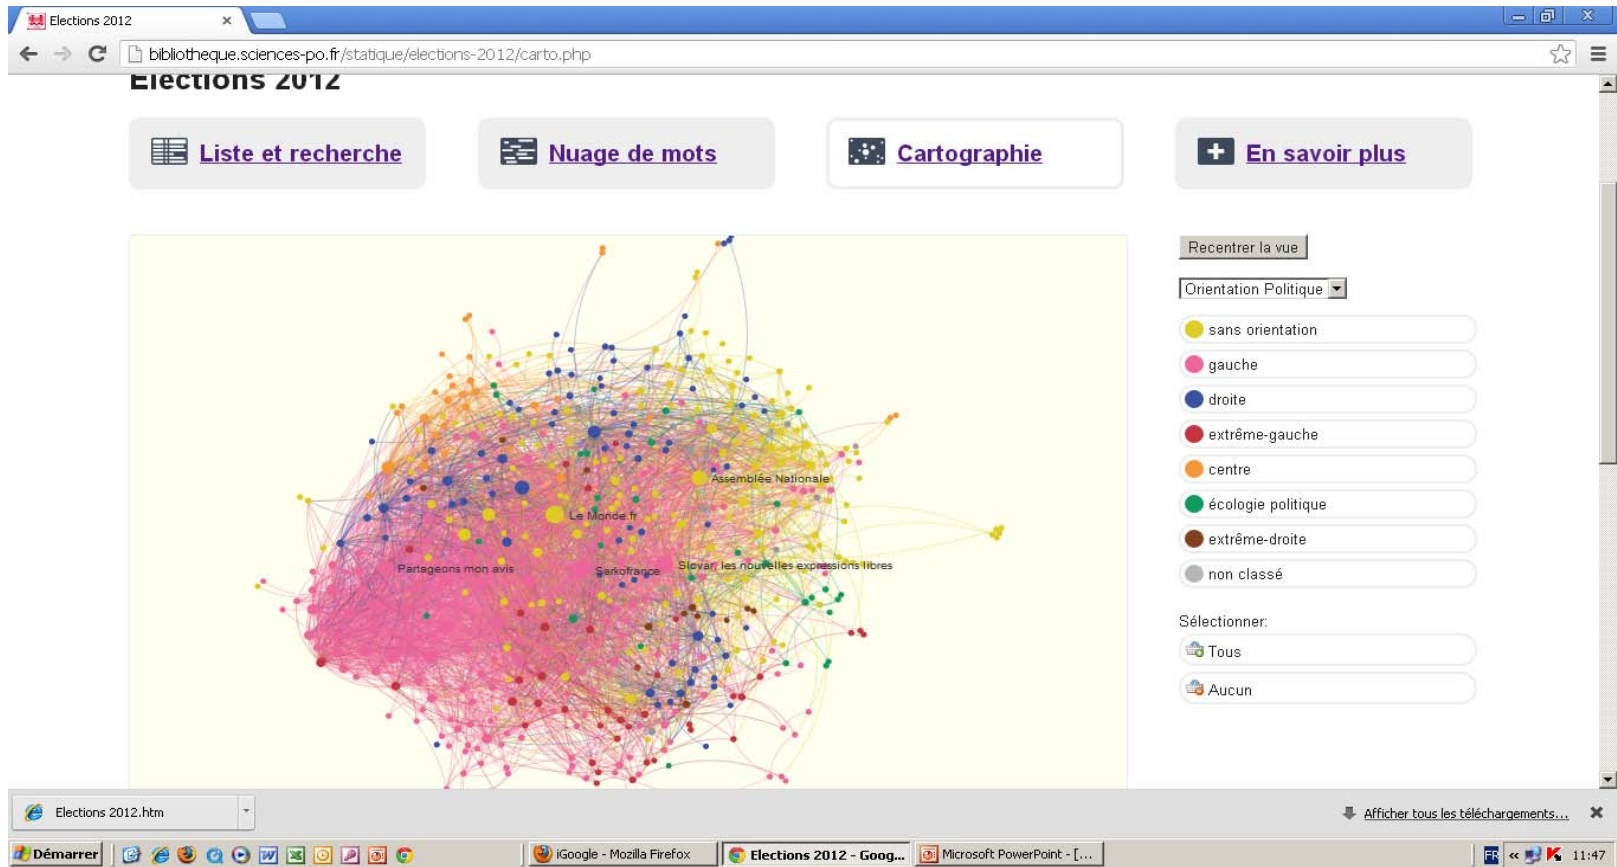 Elections 2012
bibliotheque.sciences-po.fr/statique/elections-2012/carto.php
Elections 2012
Liste et recherche
Nuage de mots
Cartographie
En savoir plus
Recentrer la vue
Orientation Politique
sans orientation
gauche
droite
extrême-gauche
centre
écologie politique
extrême-droite
non classé
Sélectionner:
Tous
Aucun
Assemblée Nationale
Le Monde.fr
Partageons mon avis
Sarkofrance
Slovar, les nouvelles expressions libres
Elections 2012.htm
Afficher tous les téléchargements...
Démarrer
iGoogle - Mozilla Firefox
Elections 2012 - Goog...
Microsoft PowerPoint - [...
FR
11:47